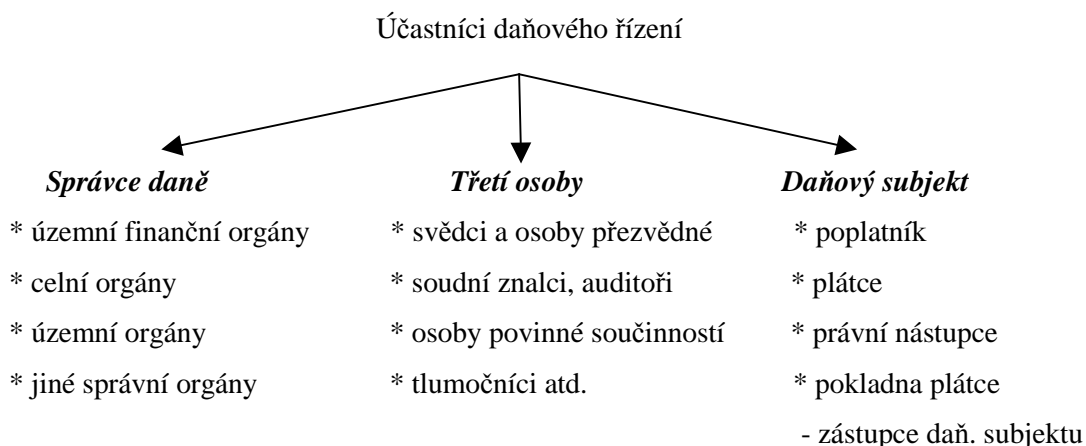 Účastníci daňového řízení
Správce daně
* územní finanční orgány
* celní orgány
* územní orgány
* jiné správní orgány
Třetí osoby
* svědci a osoby přezvědné
* soudní znalci, auditoři
* osoby povinné součinností
* tlumočníci atd.
Daňový subjekt
* poplatník
* plátce
* právní nástupce
* pokladna plátce
- zástupce daň. subjektu